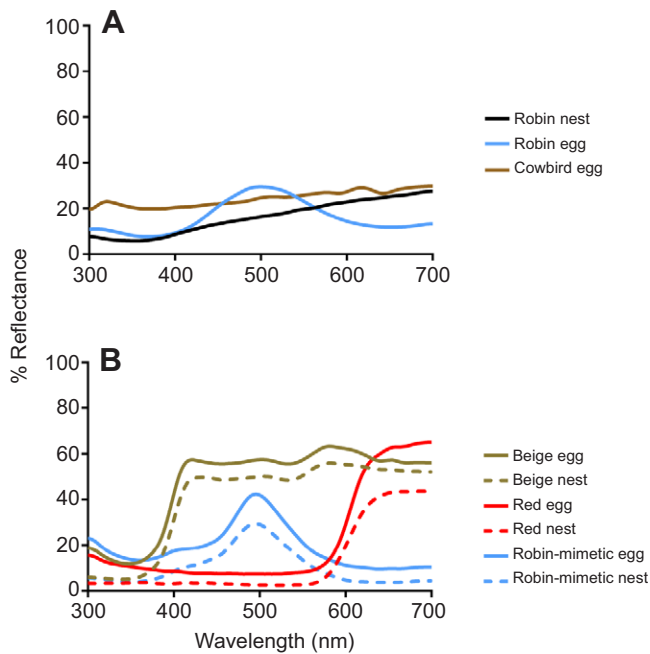 A
100
80
60
40
20
0
300
400
500
600
700
Robin nest
Robin egg
Cowbird egg
% Reflectance
B
100
80
60
40
20
0
300
400
500
600
700
Wavelength (nm)
Beige egg
Beige nest
Red egg
Red nest
Robin-mimetic egg
Robin-mimetic nest